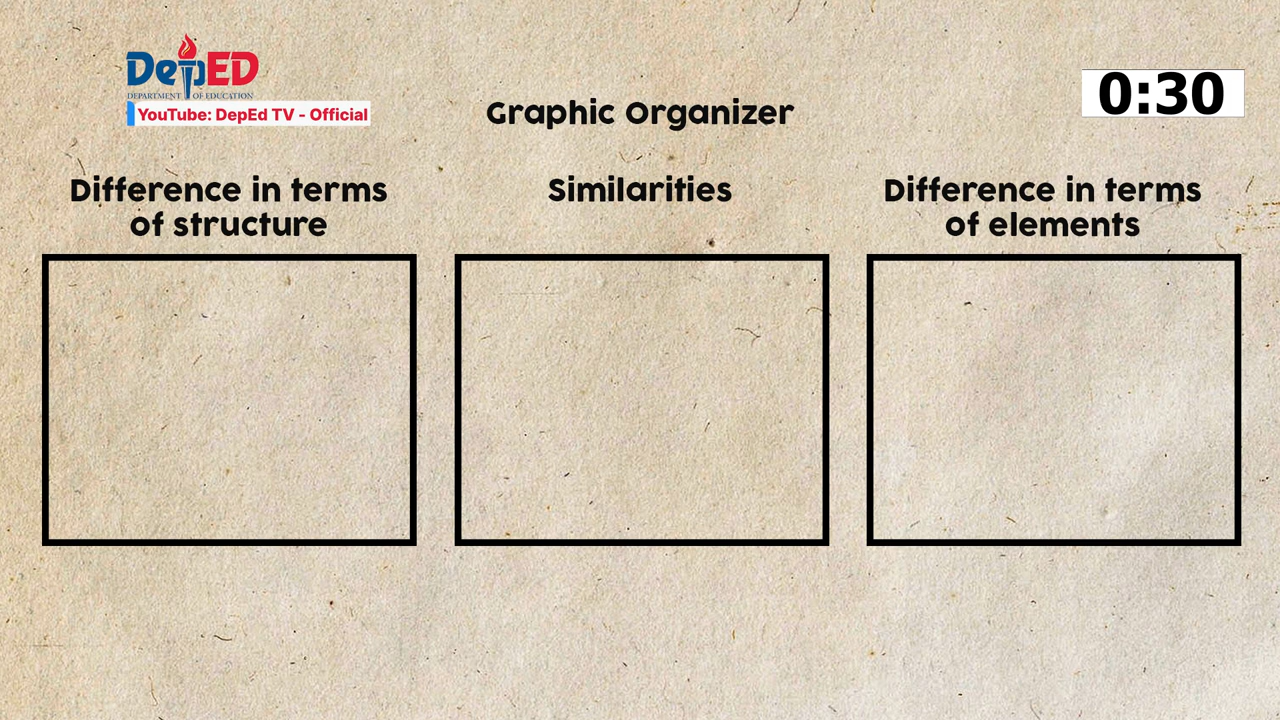 DepED
DEPARTMENT OF EDUCATION
YouTube: DepEd TV - Official
Graphic Organizer
0:30
Difference in terms
of structure
Similarities
Difference in terms
of elements